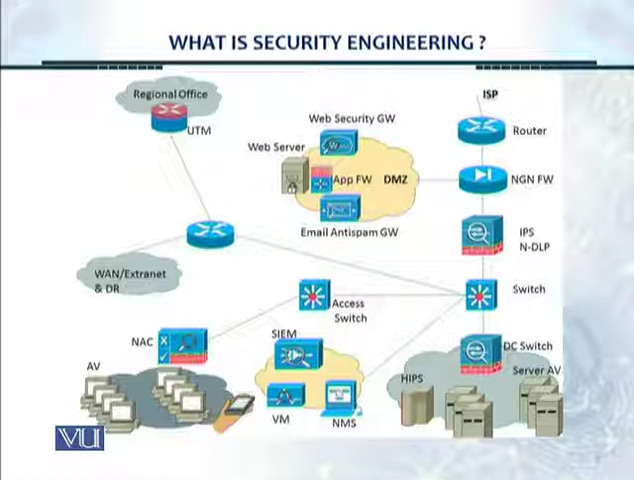 WHAT IS SECURITY ENGINEERING ?
Regional Office
UTM
ISP
Web Security GW
Router
Web Server
App FW
DMZ
NGN FW
Email Antispam GW
IPS
N-DLP
WAN/Extranet
& DR
Access
Switch
Switch
NAC
SIEM
DC Switch
AV
HIPS
Server AV
VM
NMS
VU